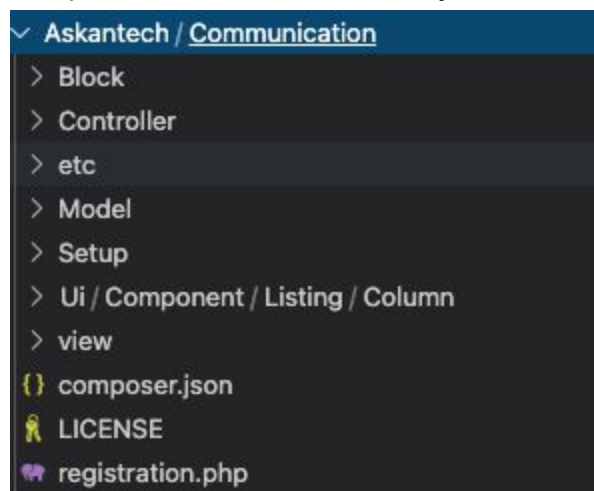 Askantech / Communication
Block
Controller
etc
Model
Setup
Ui / Component / Listing / Column
view
{} composer.json
LICENSE
registration.php